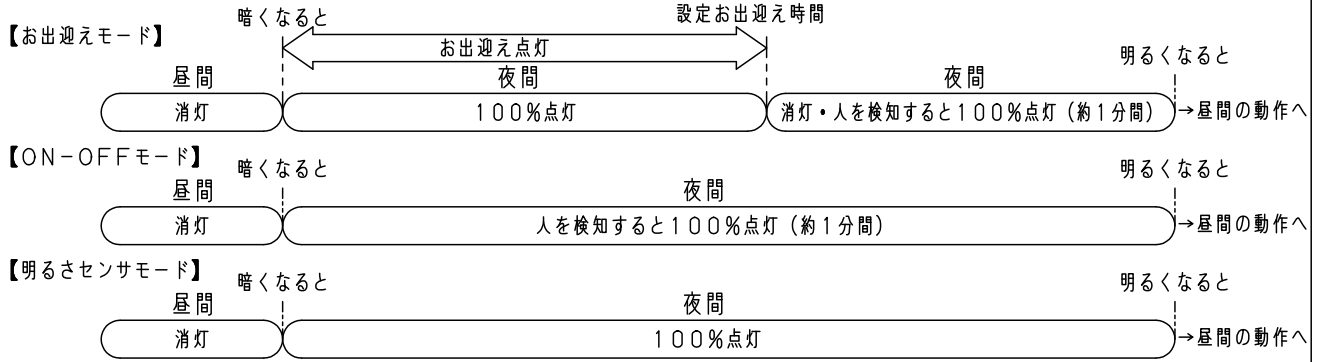 暗くなると 設定お出迎え時間
【お出迎えモード】
お出迎え点灯
明るくなると
昼間 夜間 夜間
消灯 100%点灯 消灯・人を検知すると100%点灯(約1分間) →昼間の動作へ
【ON-OFFモード】
暗くなると 明るくなると
昼間 夜間
消灯 人を検知すると100%点灯(約1分間) →昼間の動作へ
【明るさセンサモード】
暗くなると 明るくなると
昼間 夜間
消灯 100%点灯 →昼間の動作へ